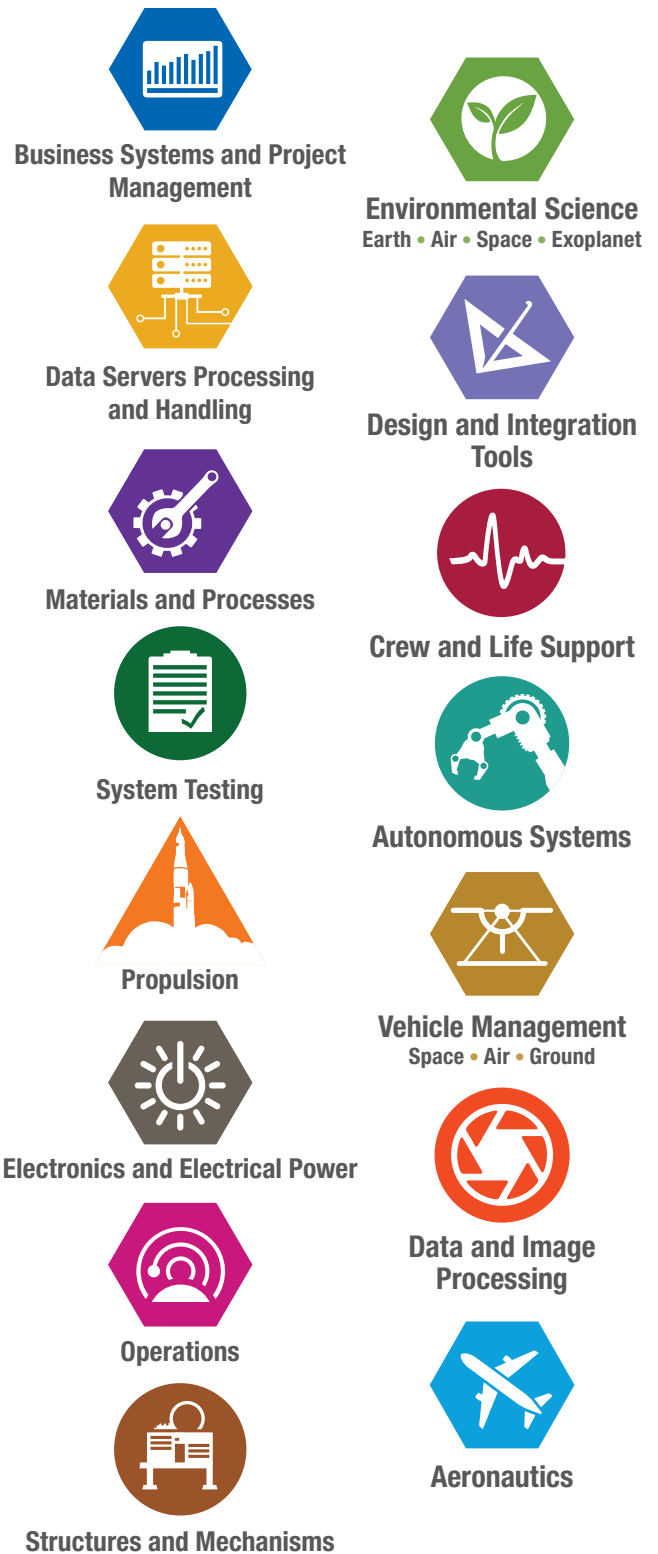 Business Systems and Project
Management
Data Servers Processing
and Handling
Materials and Processes
System Testing
Propulsion
Electronics and Electrical Power
Operations
Structures and Mechanisms
Environmental Science
Earth • Air • Space • Exoplanet
Design and Integration
Tools
Crew and Life Support
Autonomous Systems
Vehicle Management
Space • Air • Ground
Data and Image
Processing
Aeronautics